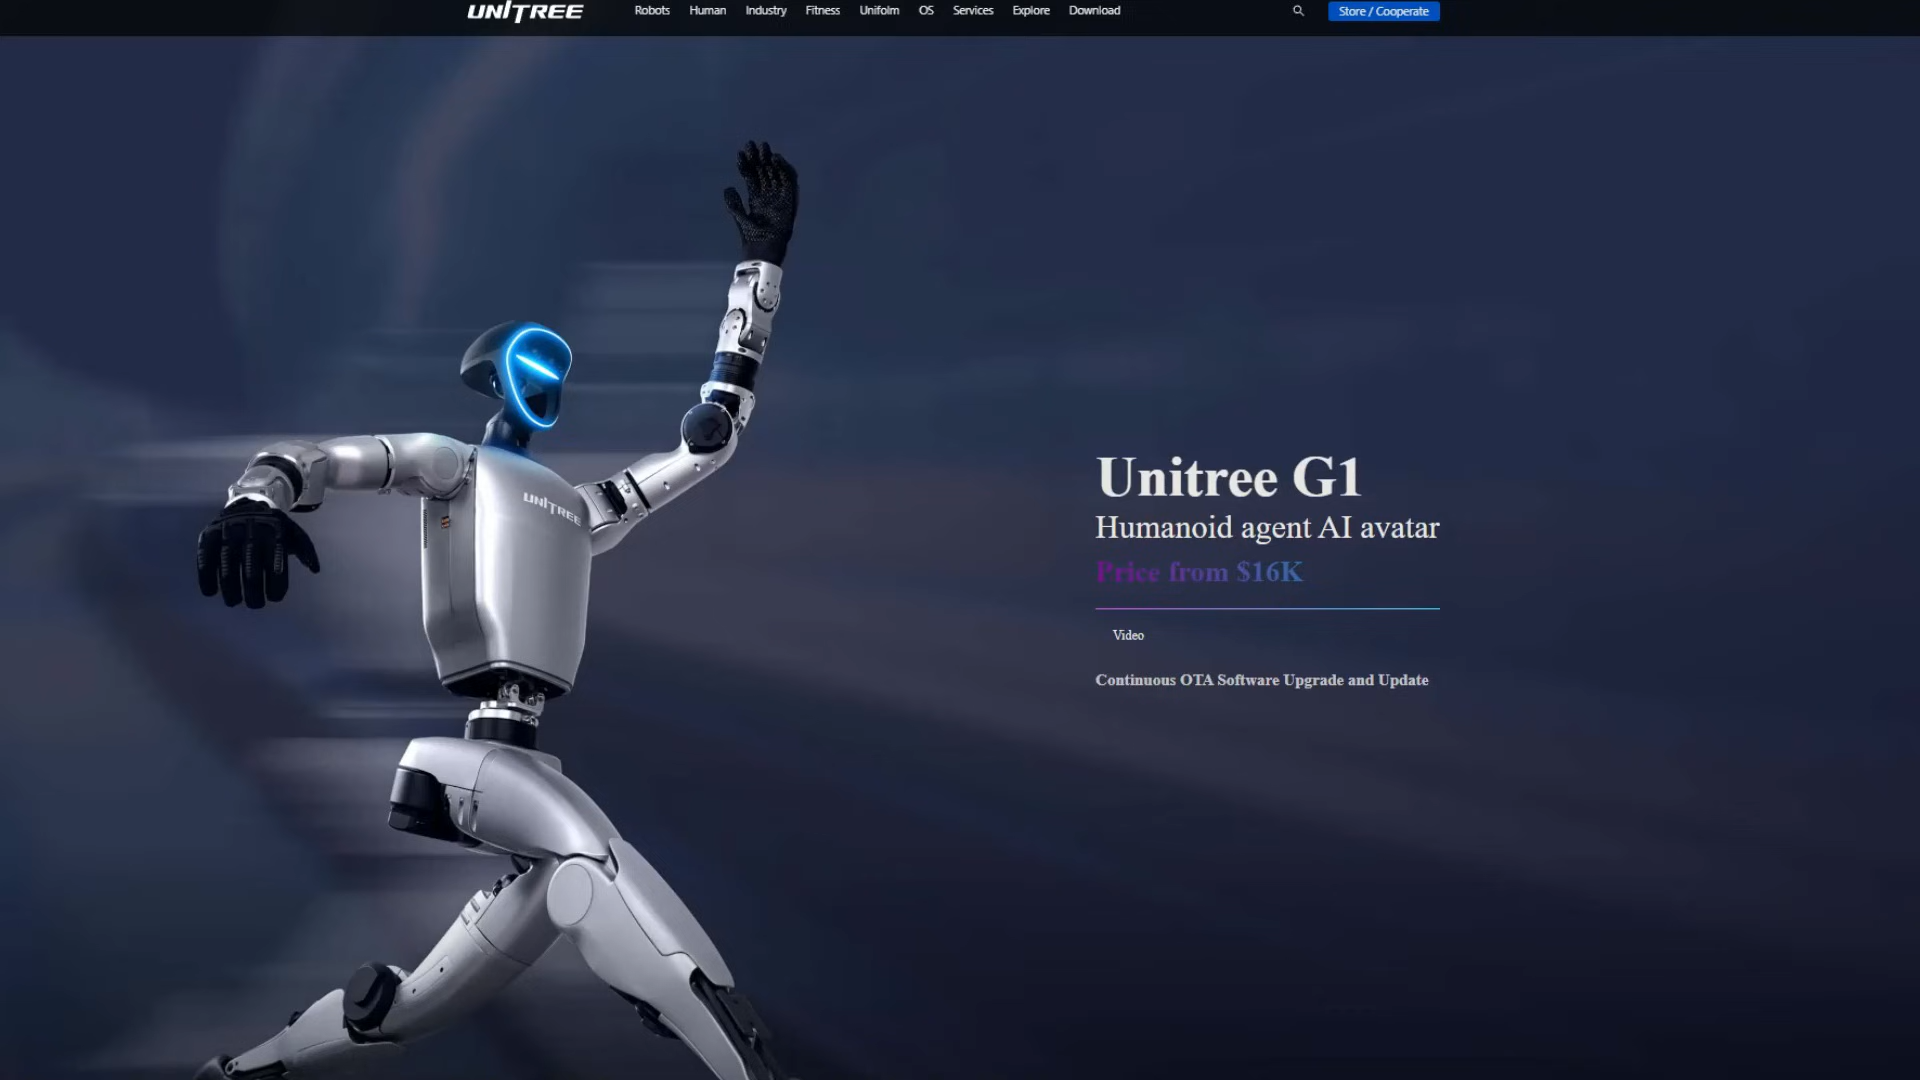 UNITREE
Robots
Human
Industry
Fitness
Unifolm
OS
Services
Explore
Download
Store / Cooperate
UNITREE
Unitree G1
Humanoid agent AI avatar
Price from $16K
Video
Continuous OTA Software Upgrade and Update